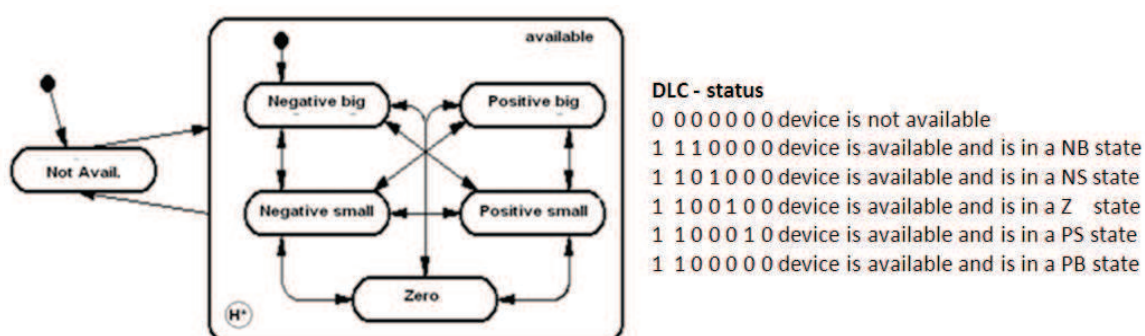 available
Negative big
Positive big
Not Avail.
Negative small
Positive small
Zero
H*
DLC - status
0 0 0 0 0 0 0 device is not available
1 1 1 0 0 0 0 device is available and is in a NB state
1 1 0 1 0 0 0 device is available and is in a NS state
1 1 0 0 1 0 0 device is available and is in a Z state
1 1 0 0 0 1 0 device is available and is in a PS state
1 1 0 0 0 0 0 device is available and is in a PB state